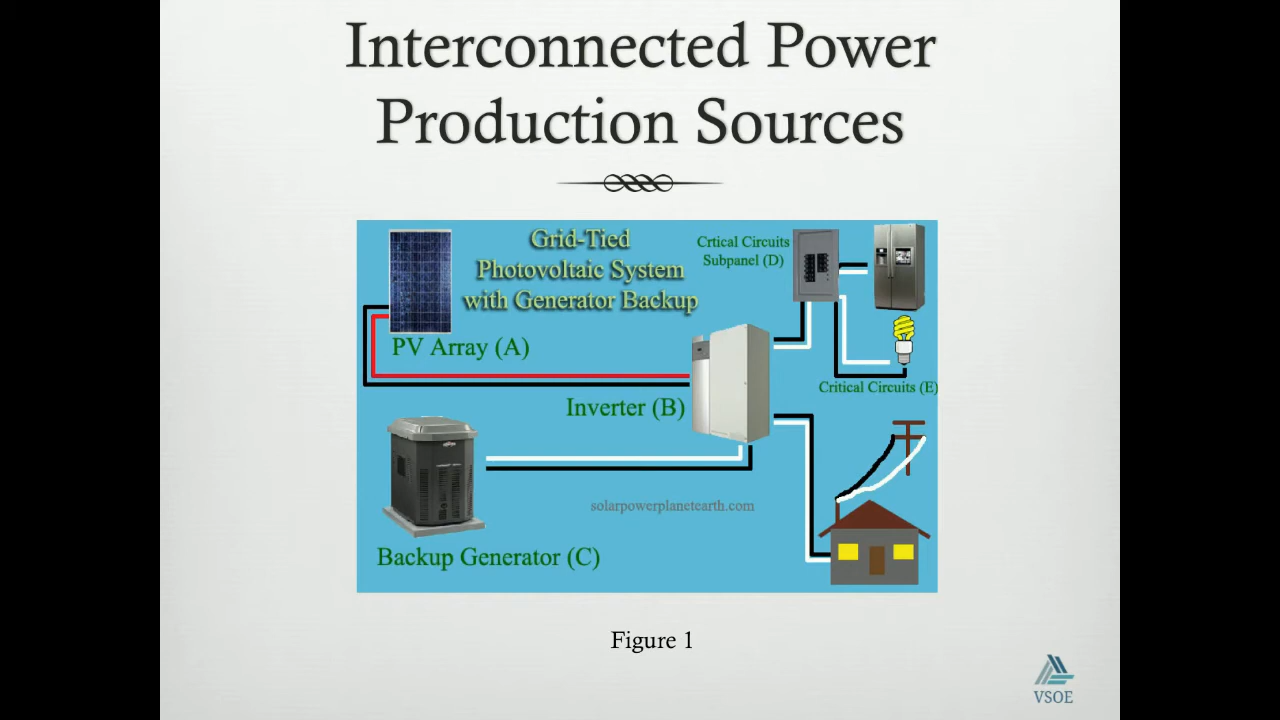 Interconnected Power
Production Sources
Grid-Tied
Photovoltaic System
with Generator Backup
Crtical Circuits
Subpanel (D)
PV Array (A)
Critical Circuits (E)
Inverter (B)
solarpowerplanetearth.com
Backup Generator (C)
Figure 1
VSOE